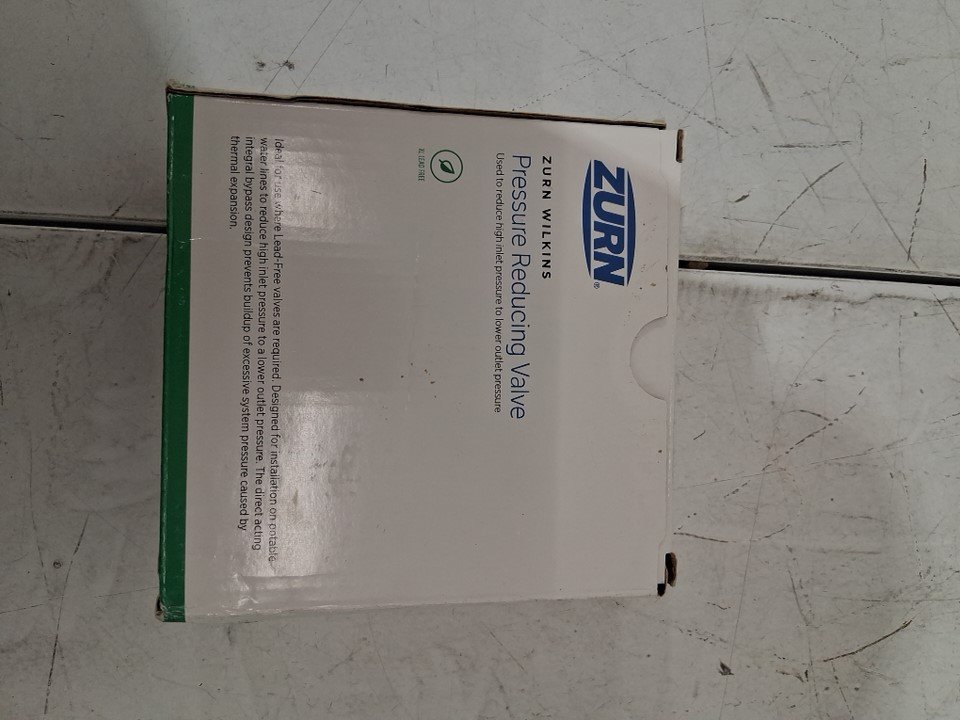 ZURN®
ZURN WILKINS
Pressure Reducing Valve
Used to reduce high inlet pressure to lower outlet pressure
XL LEAD FREE
Ideal for use where Lead-Free valves are required. Designed for installation on potable
water lines to reduce high inlet pressure to a lower outlet pressure. The direct acting
integral bypass design prevents buildup of excessive system pressure caused by
thermal expansion.